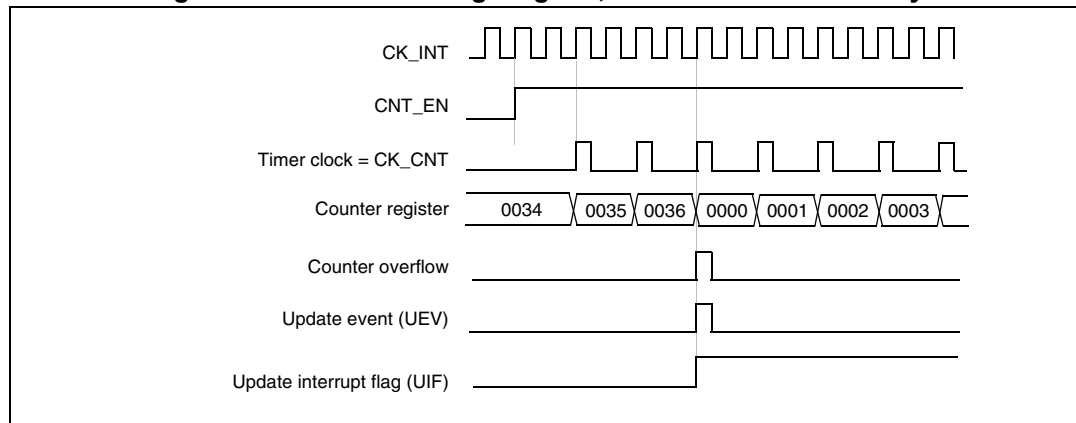 CK_INT
CNT_EN
Timer clock = CK_CNT
Counter register 0034 0035 0036 0000 0001 0002 0003
Counter overflow
Update event (UEV)
Update interrupt flag (UIF)